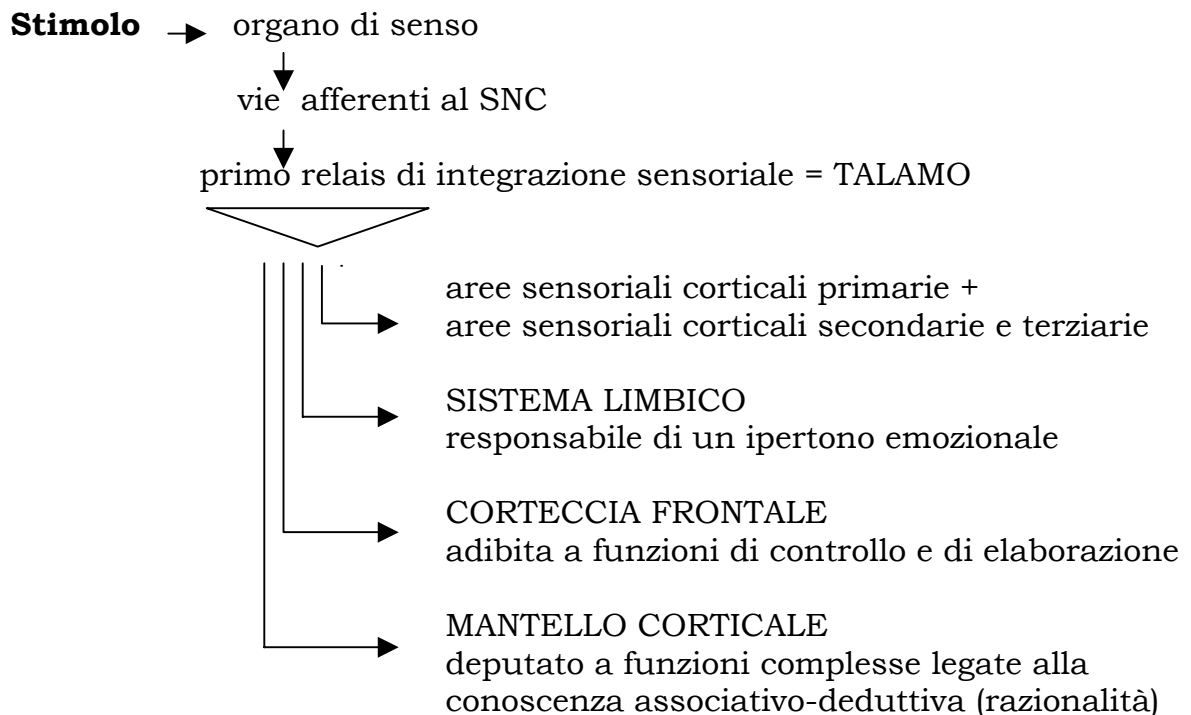 Stimolo organo di senso
vie afferenti al SNC
primo relais di integrazione sensoriale = TALAMO
aree sensoriali corticali primarie +
aree sensoriali corticali secondarie e terziarie
SISTEMA LIMBICO
responsabile di un ipertono emozionale
CORTECCIA FRONTALE
adibita a funzioni di controllo e di elaborazione
MANTELLO CORTICALE
deputato a funzioni complesse legate alla
conoscenza associativo-deduttiva (razionalità)